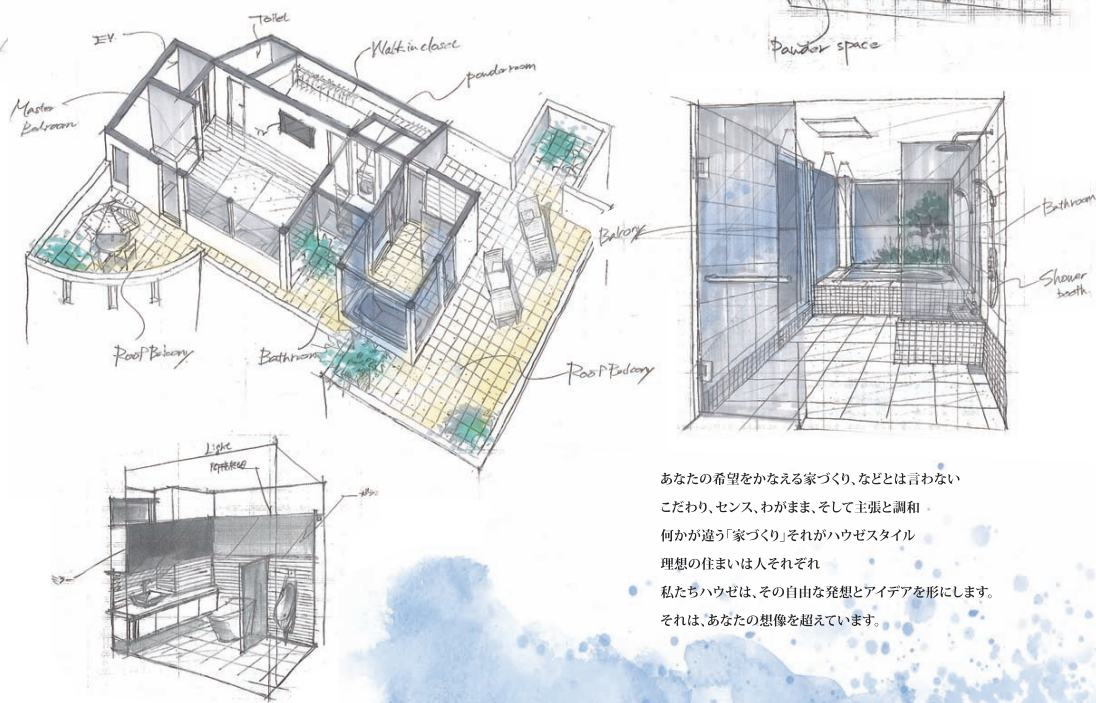 Powder space
Toilet
EV.
Walk in closet
powder room
Master
Bedroom
Balcony
Bathroom
Shower
booth
Roof Balcony
Bathroom
Roof Balcony
Light
あなたの希望をかなえる家づくり、などとは言わない
こだわり、センス、わがまま、そして主張と調和
何かが違う「家づくり」それがハウゼスタイル
理想の住まいは人それぞれ
私たちハウゼは、その自由な発想とアイデアを形にします。
それは、あなたの想像を超えています。